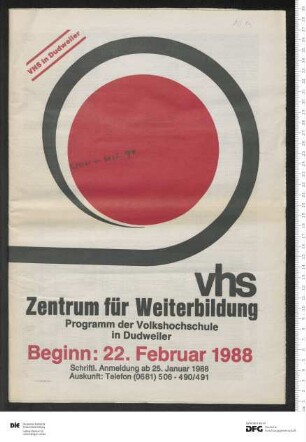 VHS in Dudweiler
vhs
Zentrum für Weiterbildung
Programm der Volkshochschule
in Dudweiler
Beginn: 22. Februar 1988
Schriftl. Anmeldung ab 25. Januar 1988
Auskunft: Telefon (0681) 506 - 490/491
DIE
DFG